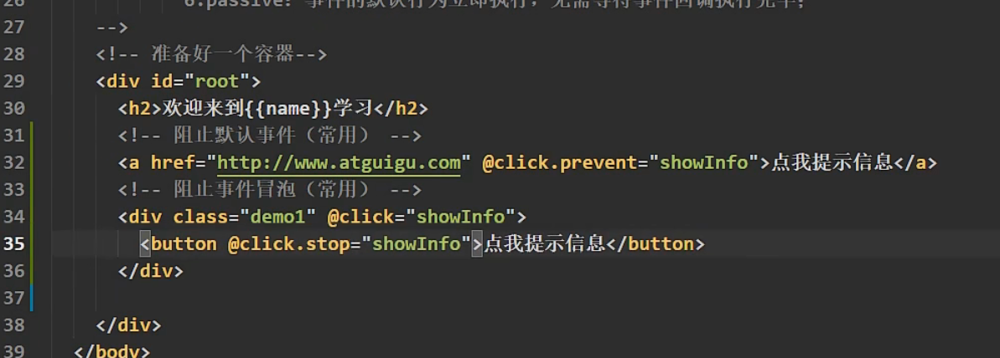 26 6.passive：事件的默认行为立即执行，无需等待事件回调执行完毕；
27 -->
28 <!-- 准备好一个容器-->
29 <div id="root">
30 <h2>欢迎来到{{name}}学习</h2>
31 <!-- 阻止默认事件（常用） -->
32 <a href="http://www.atguigu.com" @click.prevent="showInfo">点我提示信息</a>
33 <!-- 阻止事件冒泡（常用） -->
34 <div class="demo1" @click="showInfo">
35 <button @click.stop="showInfo">点我提示信息</button>
36 </div>
37
38 </div>
39 </body>